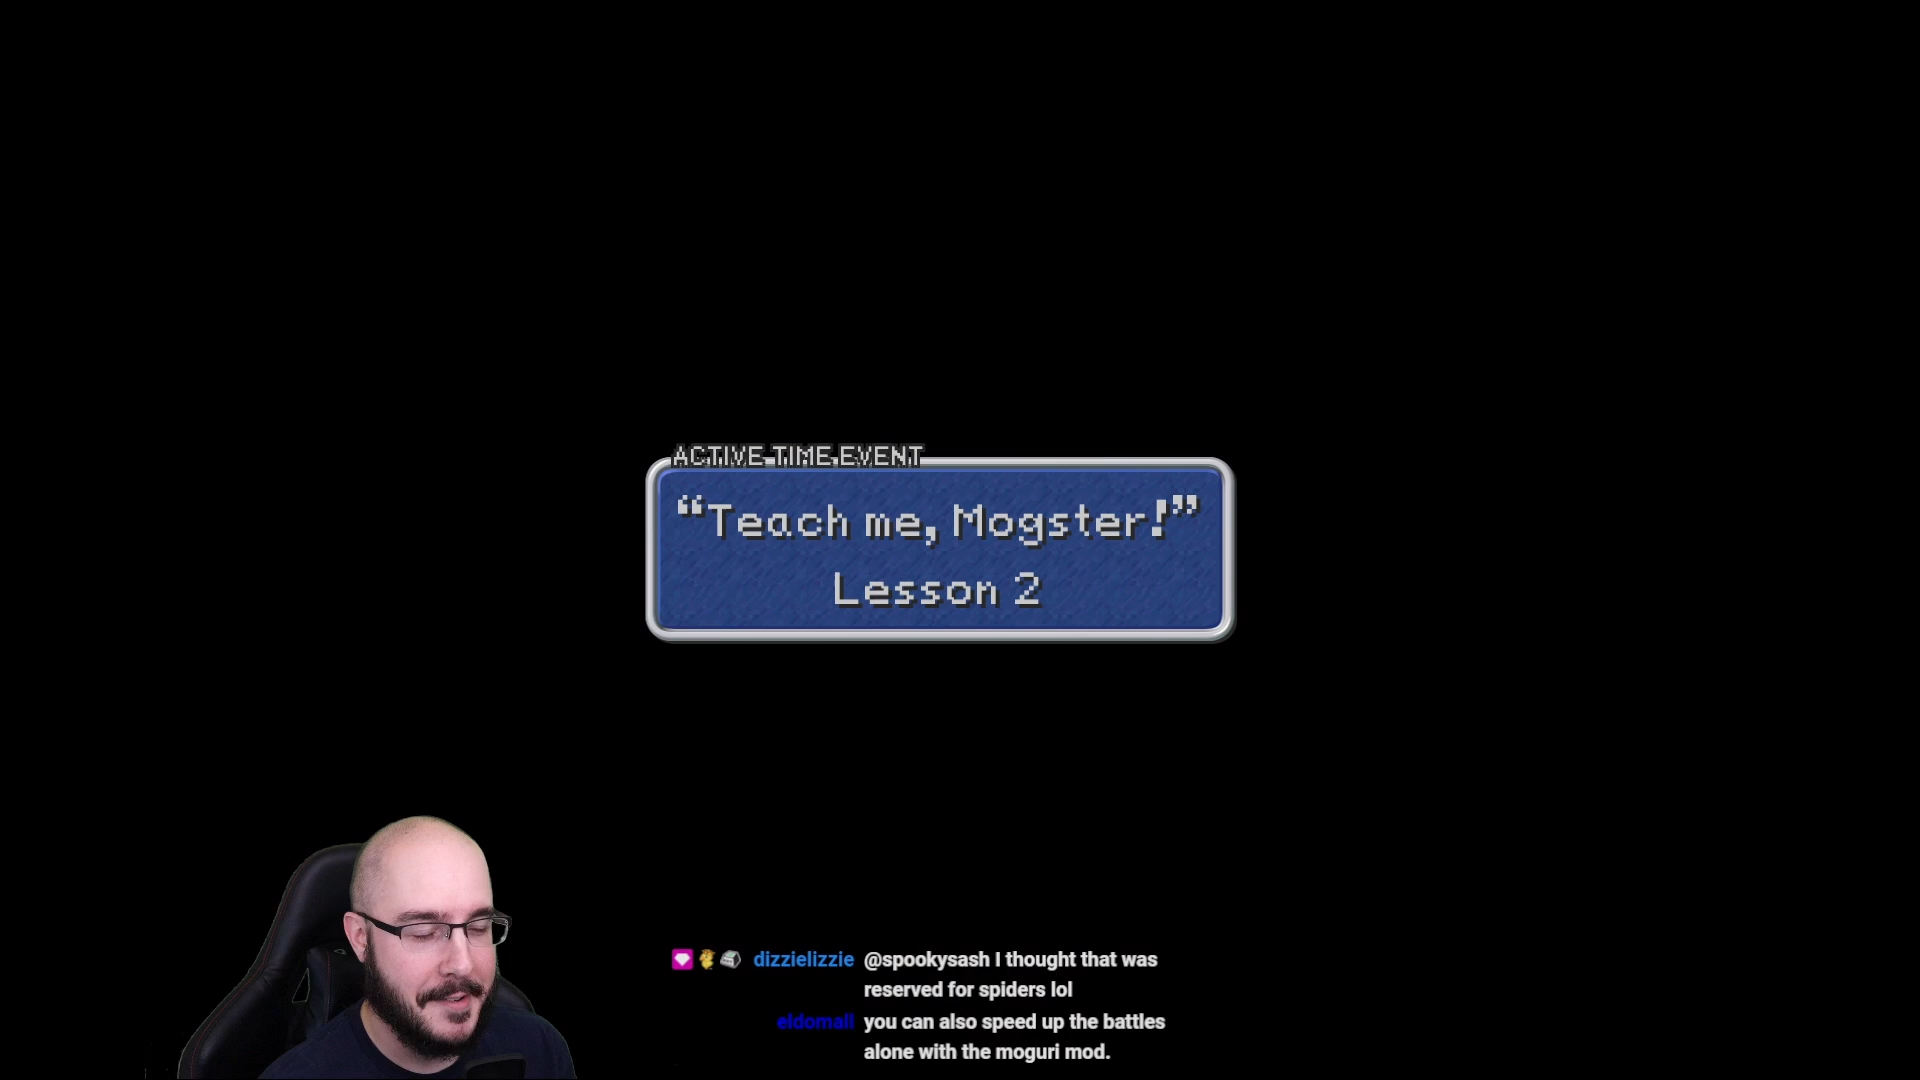 ACTIVE TIME EVENT
“Teach me, Mogster!”
Lesson 2
dizzielizzie @spookysash I thought that was
reserved for spiders lol
eldomall you can also speed up the battles
alone with the moguri mod.